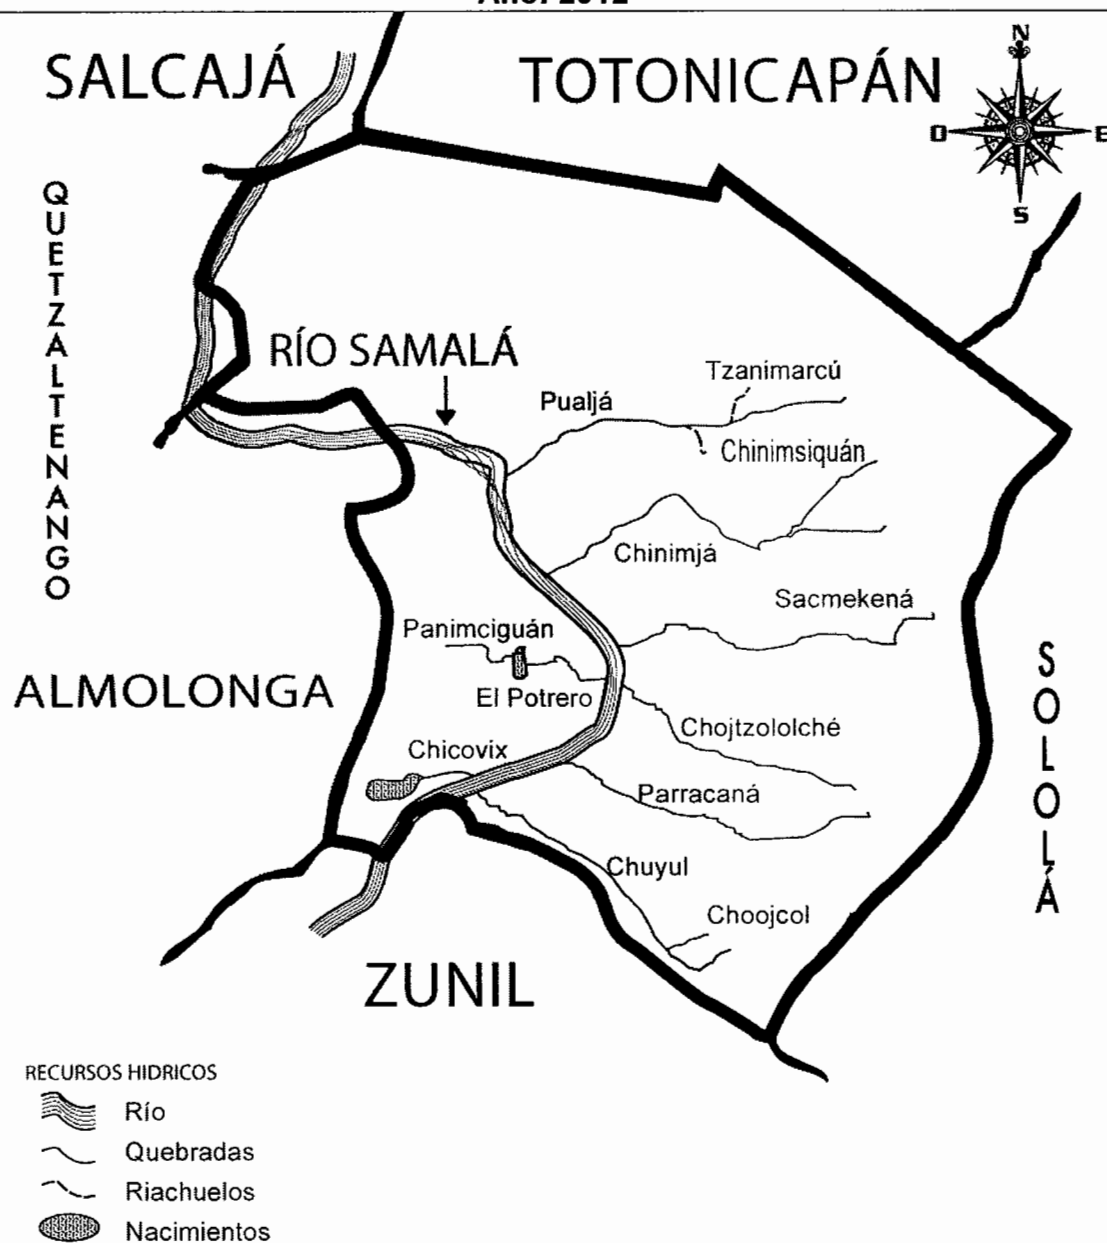 SALCAJÁ
TOTONICAPÁN
N
O
E
S
QUETZALTENANGO
RÍO SAMALÁ
Tzanimarcú
Pualjá
Chinimsiquán
Chinimjá
Sacmekená
Panimciguán
ALMOLONGA
El Potrero
SOLOLÁ
Chojtzololché
Chicovix
Parracaná
Chuyul
Choojcol
ZUNIL
RECURSOS HIDRICOS
Río
Quebradas
Riachuelos
Nacimientos